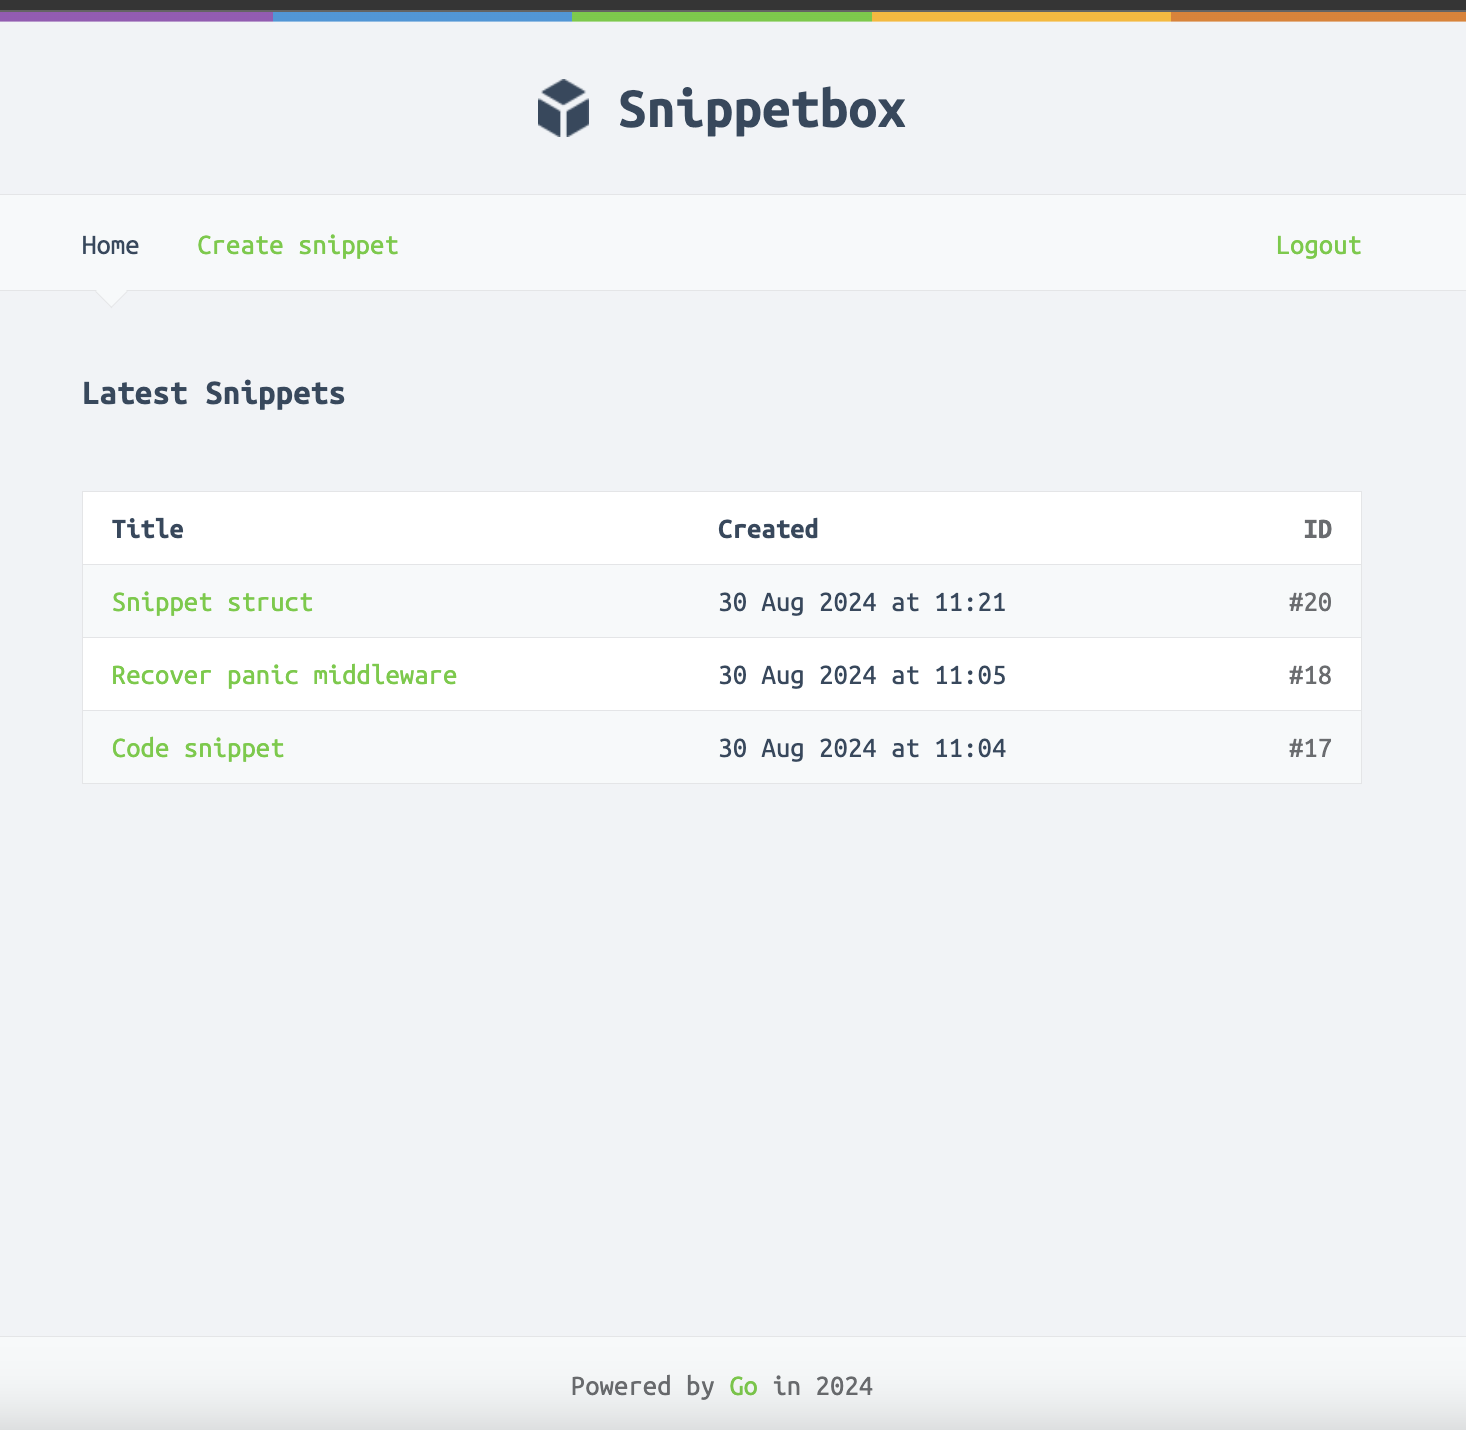 Snippetbox
Home Create snippet Logout
Latest Snippets
Title Created ID
Snippet struct 30 Aug 2024 at 11:21 #20
Recover panic middleware 30 Aug 2024 at 11:05 #18
Code snippet 30 Aug 2024 at 11:04 #17
Powered by Go in 2024